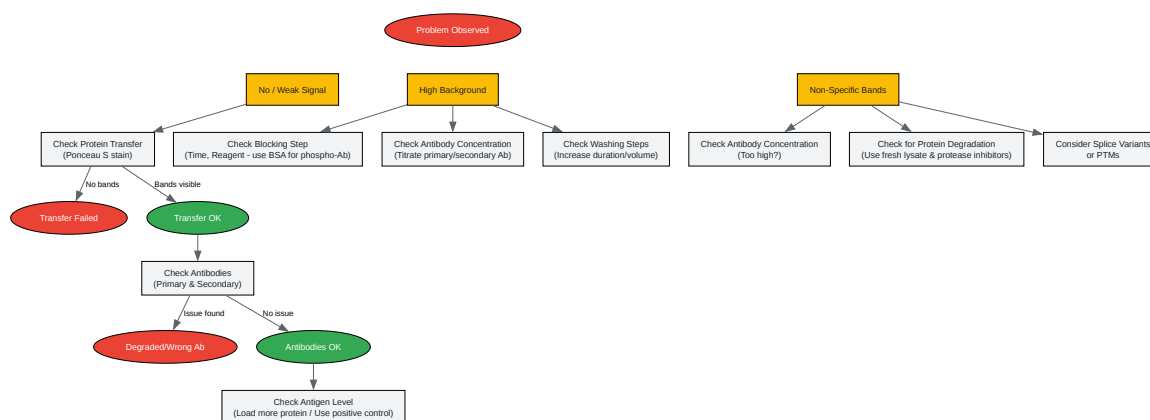 Problem Observed
No / Weak Signal
High Background
Non-Specific Bands
Check Protein Transfer
(Ponceau S stain)
Check Blocking Step
(Time, Reagent - use BSA for phospho-Ab)
Check Antibody Concentration
(Titrate primary/secondary Ab)
Check Washing Steps
(Increase duration/volume)
Check Antibody Concentration
(Too high?)
Check for Protein Degradation
(Use fresh lysate & protease inhibitors)
Consider Splice Variants
or PTMs
No bands
Bands visible
Transfer Failed
Transfer OK
Check Antibodies
(Primary & Secondary)
Issue found
No issue
Degraded/Wrong Ab
Antibodies OK
Check Antigen Level
(Load more protein / Use positive control)